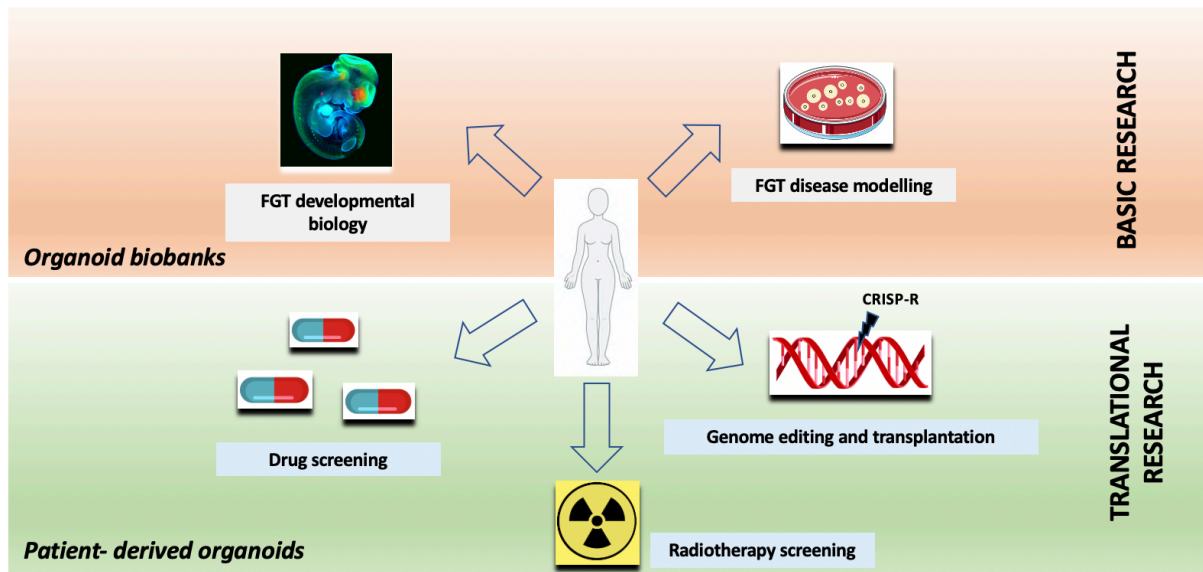 FGT developmental
biology
FGT disease modelling
BASIC RESEARCH
Organoid biobanks
CRISP-R
Drug screening
Genome editing and transplantation
TRANSLATIONAL
RESEARCH
Radiotherapy screening
Patient- derived organoids